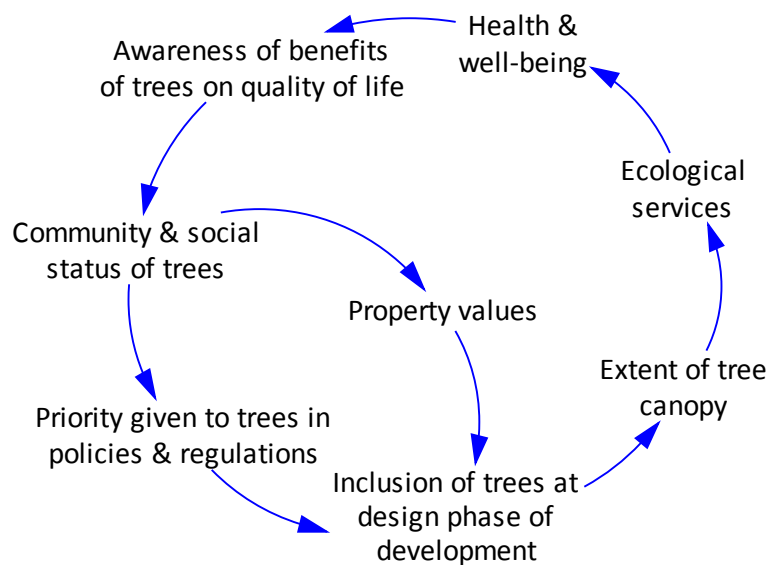 Health &
well-being
Awareness of benefits
of trees on quality of life
Ecological
services
Community & social
status of trees
Property values
Extent of tree
canopy
Priority given to trees in
policies & regulations
Inclusion of trees at
design phase of
development